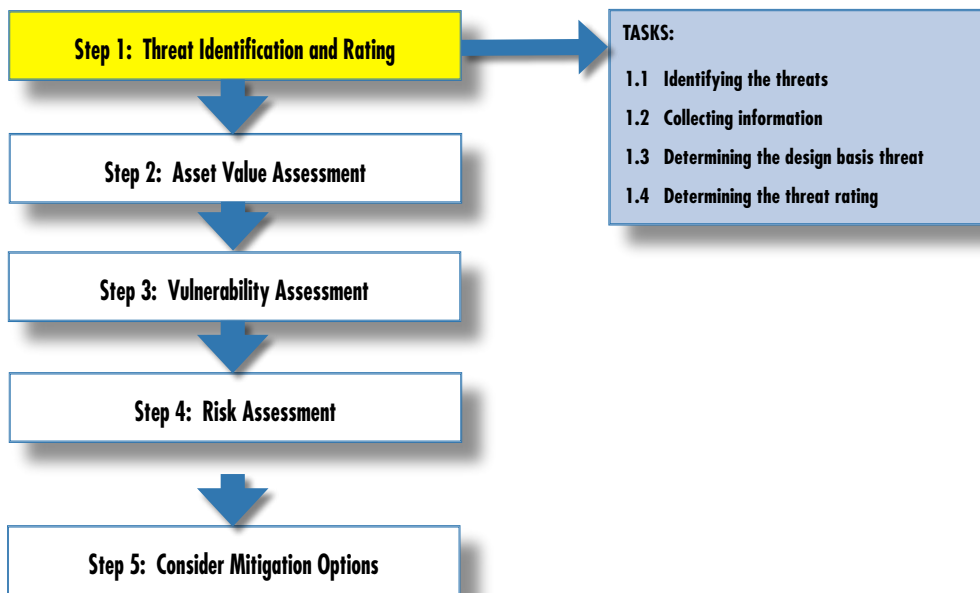 Step 1: Threat Identification and Rating
TASKS:
1.1 Identifying the threats
1.2 Collecting information
1.3 Determining the design basis threat
1.4 Determining the threat rating
Step 2: Asset Value Assessment
Step 3: Vulnerability Assessment
Step 4: Risk Assessment
Step 5: Consider Mitigation Options